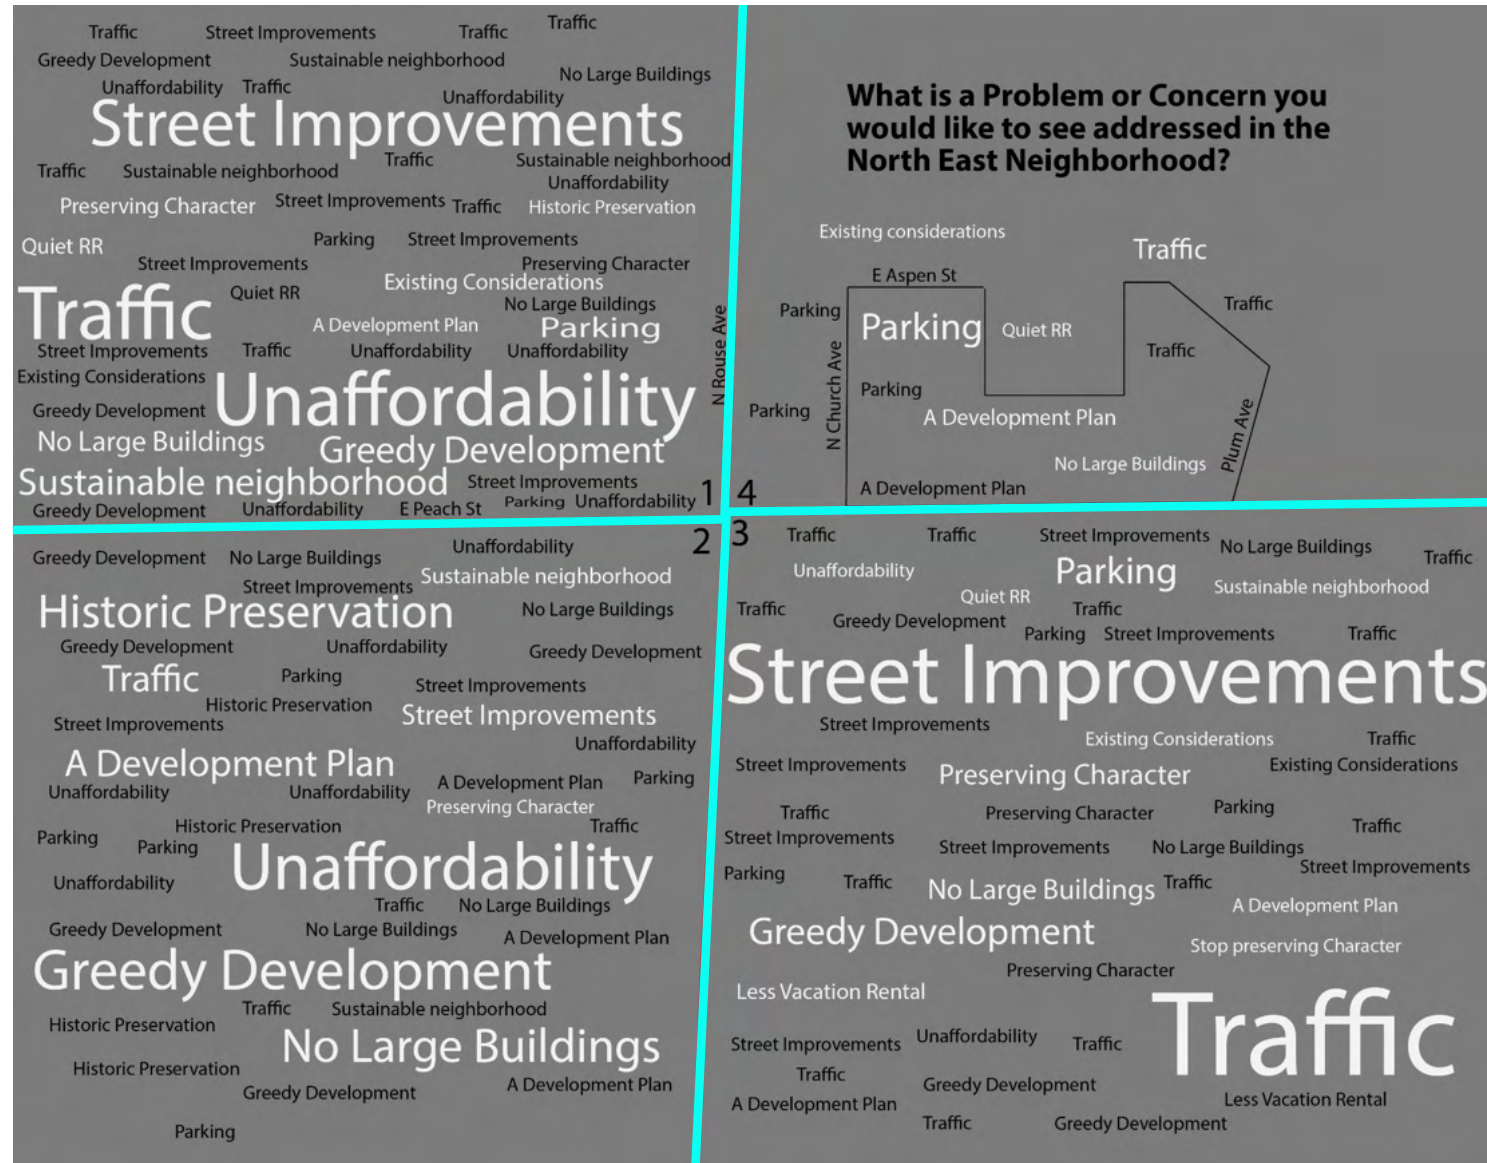 Traffic
Street Improvements
Traffic
Traffic
Greedy Development
Sustainable neighborhood
No Large Buildings
Unaffordability
Traffic
Unaffordability
Street Improvements
Traffic
Sustainable neighborhood
Traffic
Sustainable neighborhood
Unaffordability
Preserving Character
Street Improvements
Traffic
Historic Preservation
Quiet RR
Parking
Street Improvements
Street Improvements
Preserving Character
Existing Considerations
Traffic
Quiet RR
No Large Buildings
A Development Plan
Parking
Street Improvements
Traffic
Unaffordability
Unaffordability
Existing Considerations
Unaffordability
Greedy Development
No Large Buildings
Greedy Development
Sustainable neighborhood
Street Improvements
Greedy Development
Unaffordability
E Peach St
Parking
Unaffordability
1
N Rouse Ave
4
What is a Problem or Concern you
would like to see addressed in the
North East Neighborhood?
Existing considerations
Traffic
E Aspen St
Parking
Traffic
Parking
Quiet RR
Traffic
N Church Ave
Parking
Parking
A Development Plan
Plum Ave
No Large Buildings
A Development Plan
2
Greedy Development
No Large Buildings
Unaffordability
Street Improvements
Sustainable neighborhood
Historic Preservation
No Large Buildings
Greedy Development
Unaffordability
Greedy Development
Traffic
Parking
Street Improvements
Historic Preservation
Street Improvements
Street Improvements
Unaffordability
A Development Plan
A Development Plan
Parking
Unaffordability
Unaffordability
Preserving Character
Historic Preservation
Traffic
Parking
Parking
Unaffordability
Unaffordability
Traffic
No Large Buildings
Greedy Development
No Large Buildings
A Development Plan
Greedy Development
Traffic
Sustainable neighborhood
Historic Preservation
No Large Buildings
Historic Preservation
Greedy Development
A Development Plan
Parking
3
Traffic
Traffic
Street Improvements
No Large Buildings
Traffic
Unaffordability
Parking
Quiet RR
Sustainable neighborhood
Traffic
Greedy Development
Traffic
Parking
Street Improvements
Traffic
Street Improvements
Street Improvements
Existing Considerations
Traffic
Street Improvements
Preserving Character
Existing Considerations
Traffic
Preserving Character
Parking
Traffic
Street Improvements
Street Improvements
No Large Buildings
Street Improvements
Parking
Traffic
No Large Buildings
Traffic
A Development Plan
Greedy Development
Stop preserving Character
Preserving Character
Less Vacation Rental
Traffic
Street Improvements
Unaffordability
Traffic
Traffic
Greedy Development
Less Vacation Rental
A Development Plan
Traffic
Greedy Development